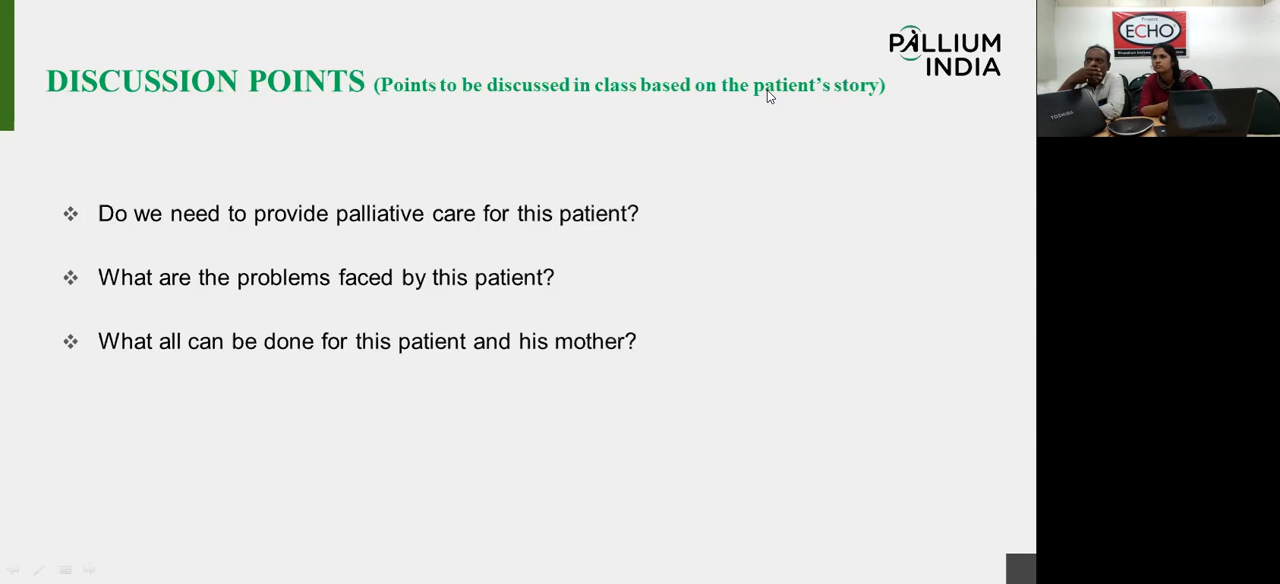 PALLIUM
INDIA
DISCUSSION POINTS (Points to be discussed in class based on the patient's story)
Do we need to provide palliative care for this patient?
What are the problems faced by this patient?
What all can be done for this patient and his mother?
Project
ECHO
TOSHIBA